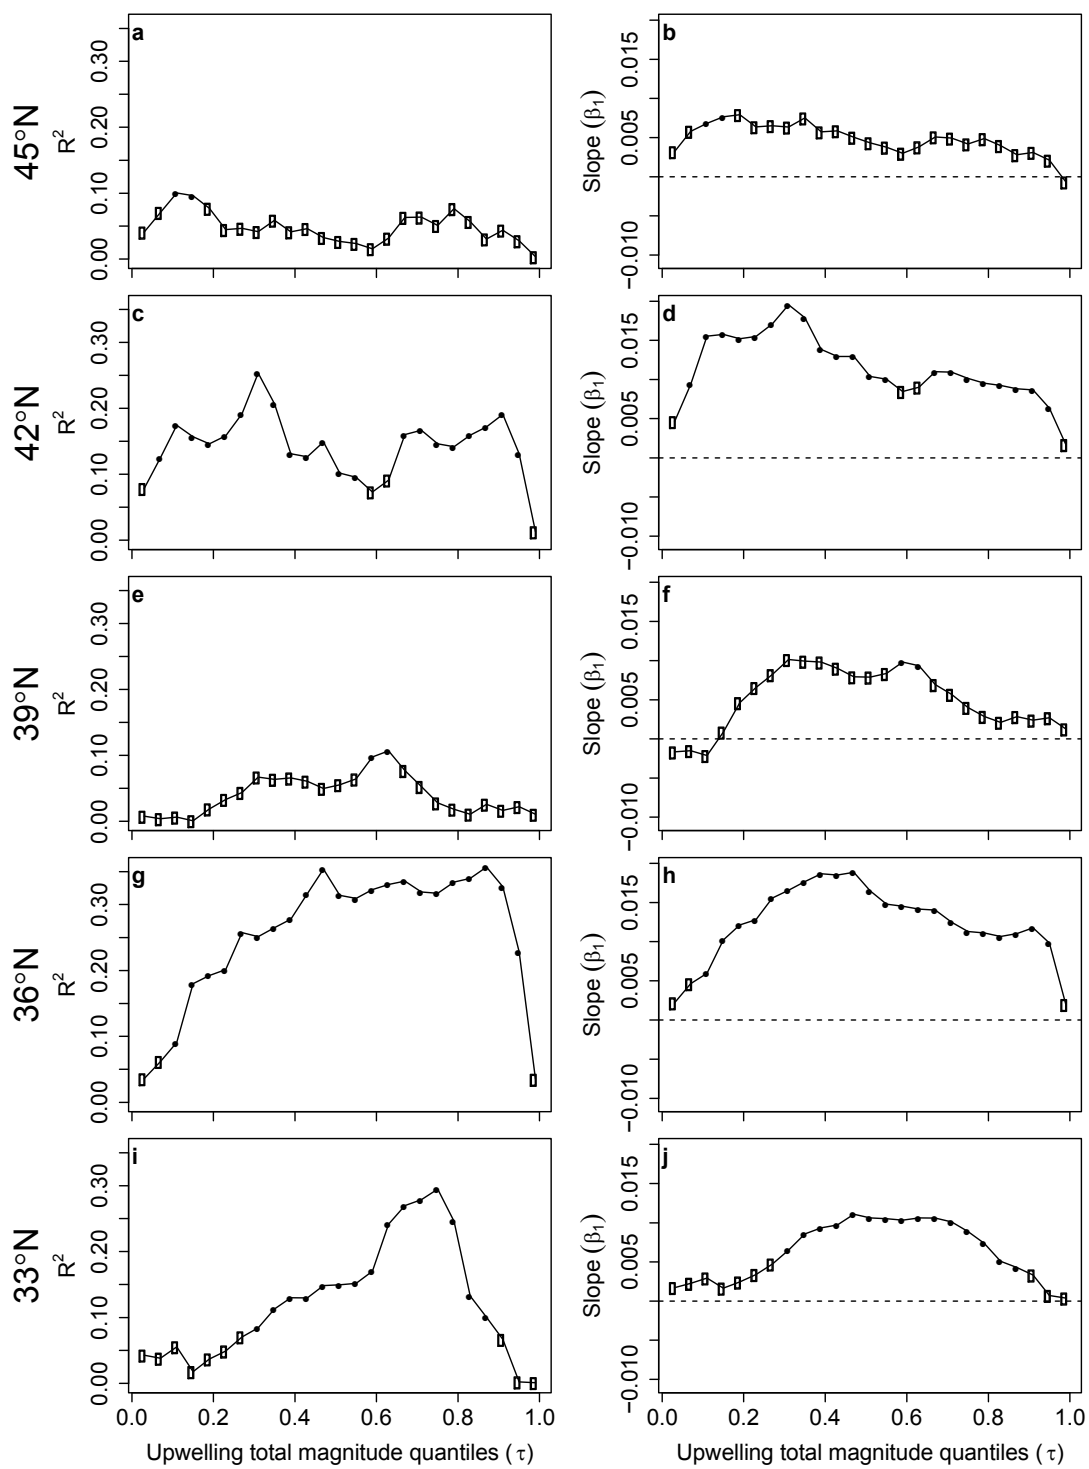 a
45°N
R²
0.00 0.10 0.20 0.30
b
Slope (β₁)
−0.010 0.005 0.015
c
42°N
R²
0.00 0.10 0.20 0.30
d
Slope (β₁)
−0.010 0.005 0.015
e
39°N
R²
0.00 0.10 0.20 0.30
f
Slope (β₁)
−0.010 0.005 0.015
g
36°N
R²
0.00 0.10 0.20 0.30
h
Slope (β₁)
−0.010 0.005 0.015
i
33°N
R²
0.00 0.10 0.20 0.30
j
Slope (β₁)
−0.010 0.005 0.015
0.0 0.2 0.4 0.6 0.8 1.0
0.0 0.2 0.4 0.6 0.8 1.0
Upwelling total magnitude quantiles (τ)
Upwelling total magnitude quantiles (τ)